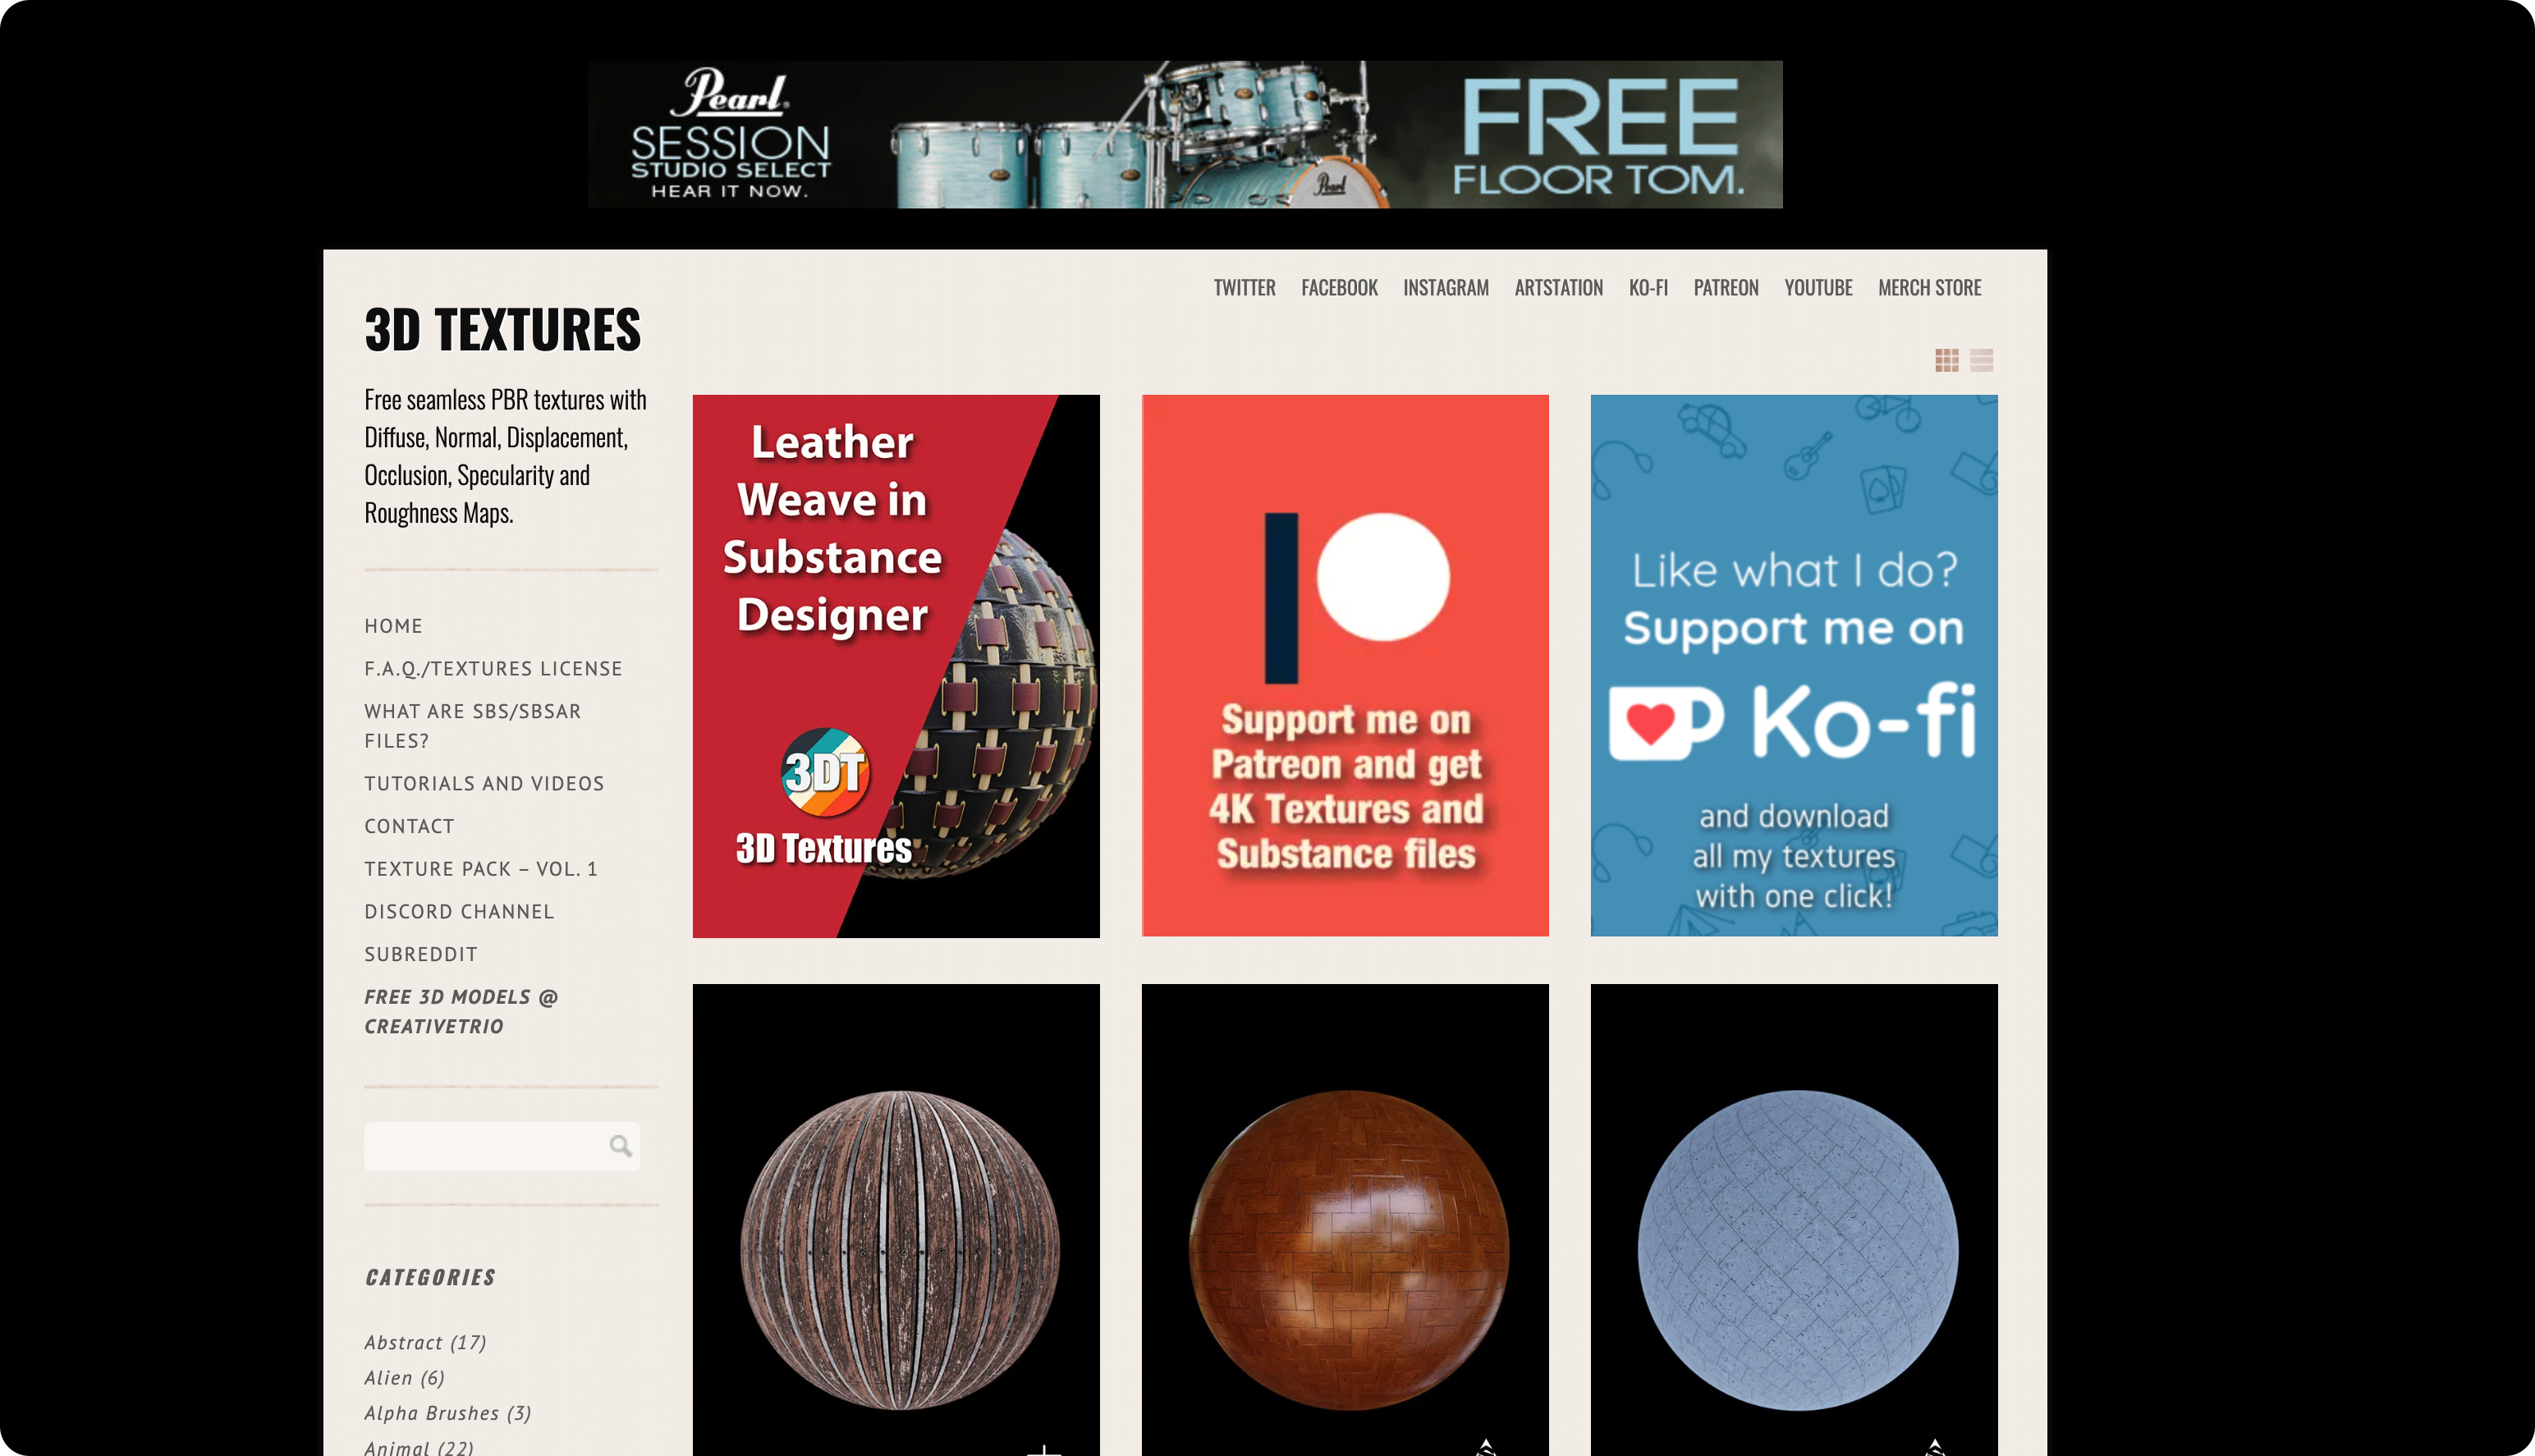 Pearl
SESSION
STUDIO SELECT
HEAR IT NOW.
Pearl
FREE
FLOOR TOM.
TWITTER FACEBOOK INSTAGRAM ARTSTATION KO-FI PATREON YOUTUBE MERCH STORE
3D TEXTURES
Free seamless PBR textures with
Diffuse, Normal, Displacement,
Occlusion, Specularity and
Roughness Maps.
HOME
F.A.Q./TEXTURES LICENSE
WHAT ARE SBS/SBSAR
FILES?
TUTORIALS AND VIDEOS
CONTACT
TEXTURE PACK – VOL. 1
DISCORD CHANNEL
SUBREDDIT
FREE 3D MODELS @
CREATIVETRIO
CATEGORIES
Abstract (17)
Alien (6)
Alpha Brushes (3)
Animal (22)
Leather
Weave in
Substance
Designer
3DT
3D Textures
Support me on
Patreon and get
4K Textures and
Substance files
Like what I do?
Support me on
Ko-fi
and download
all my textures
with one click!